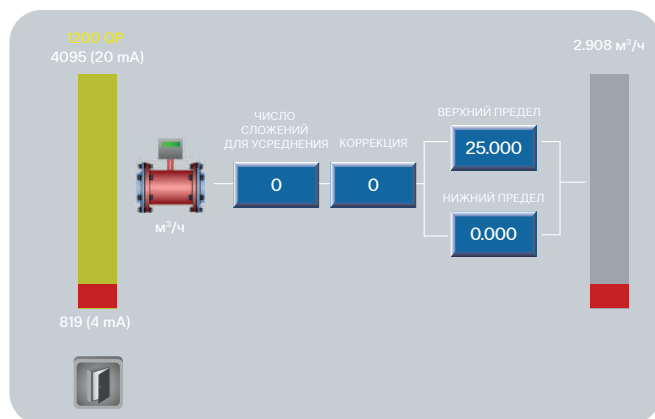 1200 QP
4095 (20 mA)
2.908 м³/ч
ЧИСЛО
СЛОЖЕНИЙ
ДЛЯ УСРЕДНЕНИЯ
КОРРЕКЦИЯ
ВЕРХНИЙ ПРЕДЕЛ
25.000
0
0
НИЖНИЙ ПРЕДЕЛ
0.000
м³/ч
819 (4 mA)